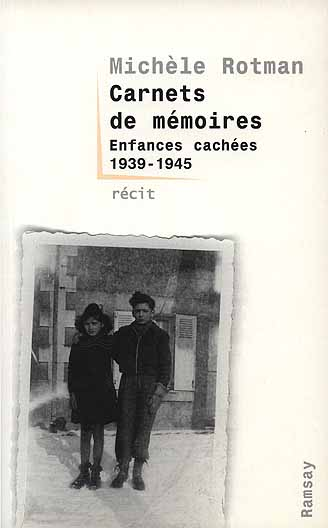 Michèle Rotman
Carnets
de mémoires
Enfances cachées
1939-1945
récit
Ramsay